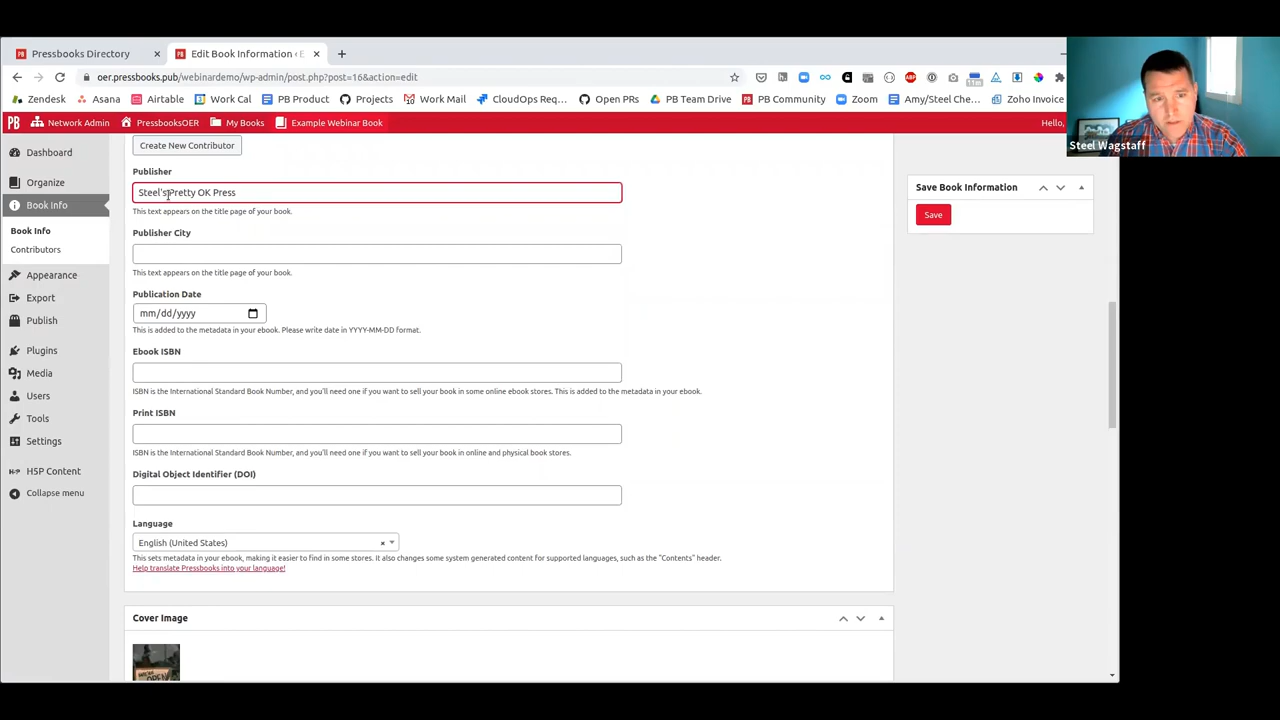 Pressbooks Directory
Edit Book Information ‹ E
oer.pressbooks.pub/webinardemo/wp-admin/post.php?post=16&action=edit
Zendesk Asana Airtable Work Cal PB Product Projects Work Mail CloudOps Req... Open PRs PB Team Drive PB Community Zoom Amy/Steel Che... Zoho Invoice
PB Network Admin PressbooksOER My Books Example Webinar Book Hello,
Steel Wagstaff
Dashboard
Organize
Book Info
Book Info
Contributors
Appearance
Export
Publish
Plugins
Media
Users
Tools
Settings
H5P Content
Collapse menu
Create New Contributor
Publisher
Steel'sPretty OK Press
This text appears on the title page of your book.
Publisher City
This text appears on the title page of your book.
Publication Date
mm/dd/yyyy
This is added to the metadata in your ebook. Please write date in YYYY-MM-DD format.
Ebook ISBN
ISBN is the International Standard Book Number, and you'll need one if you want to sell your book in some online ebook stores. This is added to the metadata in your ebook.
Print ISBN
ISBN is the International Standard Book Number, and you'll need one if you want to sell your book in online and physical book stores.
Digital Object Identifier (DOI)
Language
English (United States)
This sets metadata in your ebook, making it easier to find in some stores. It also changes some system generated content for supported languages, such as the "Contents" header.
Help translate Pressbooks into your language!
Cover Image
Save Book Information
Save